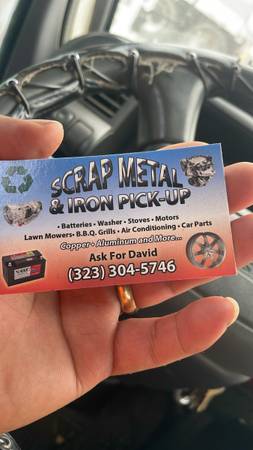 SCRAP METAL
& IRON PICK-UP
• Batteries • Washer • Stoves • Motors
Lawn Mowers • B.B.Q. Grills • Air Conditioning • Car Parts
Copper • Aluminum and More...
Ask For David
(323) 304-5746